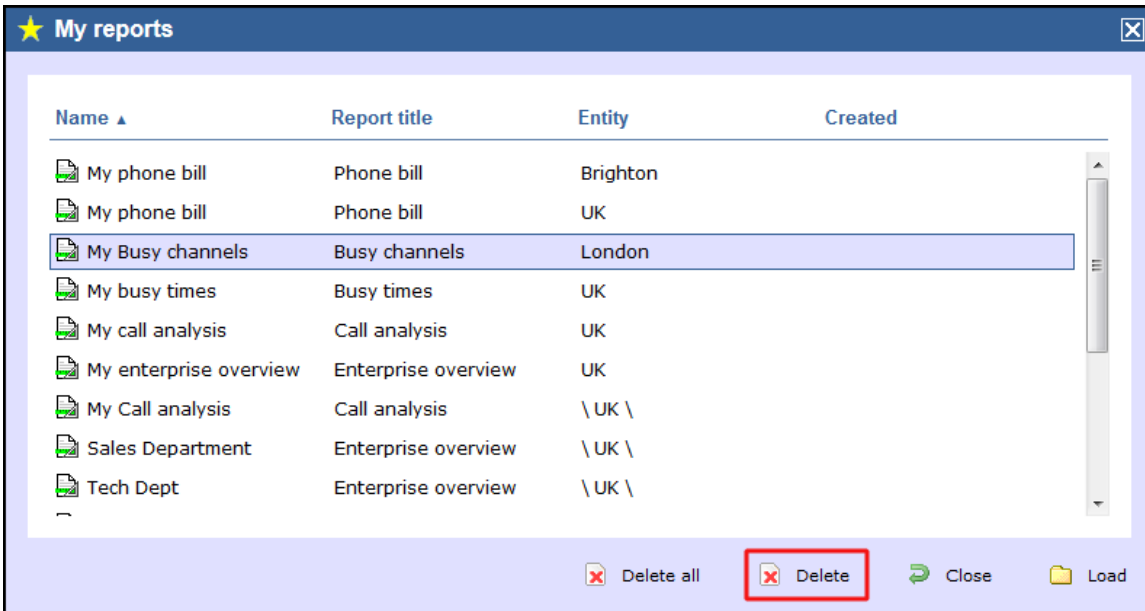 My reports
Name Report title Entity Created
My phone bill Phone bill Brighton
My phone bill Phone bill UK
My Busy channels Busy channels London
My busy times Busy times UK
My call analysis Call analysis UK
My enterprise overview Enterprise overview UK
My Call analysis Call analysis \ UK \
Sales Department Enterprise overview \ UK \
Tech Dept Enterprise overview \ UK \
Delete all Delete Close Load